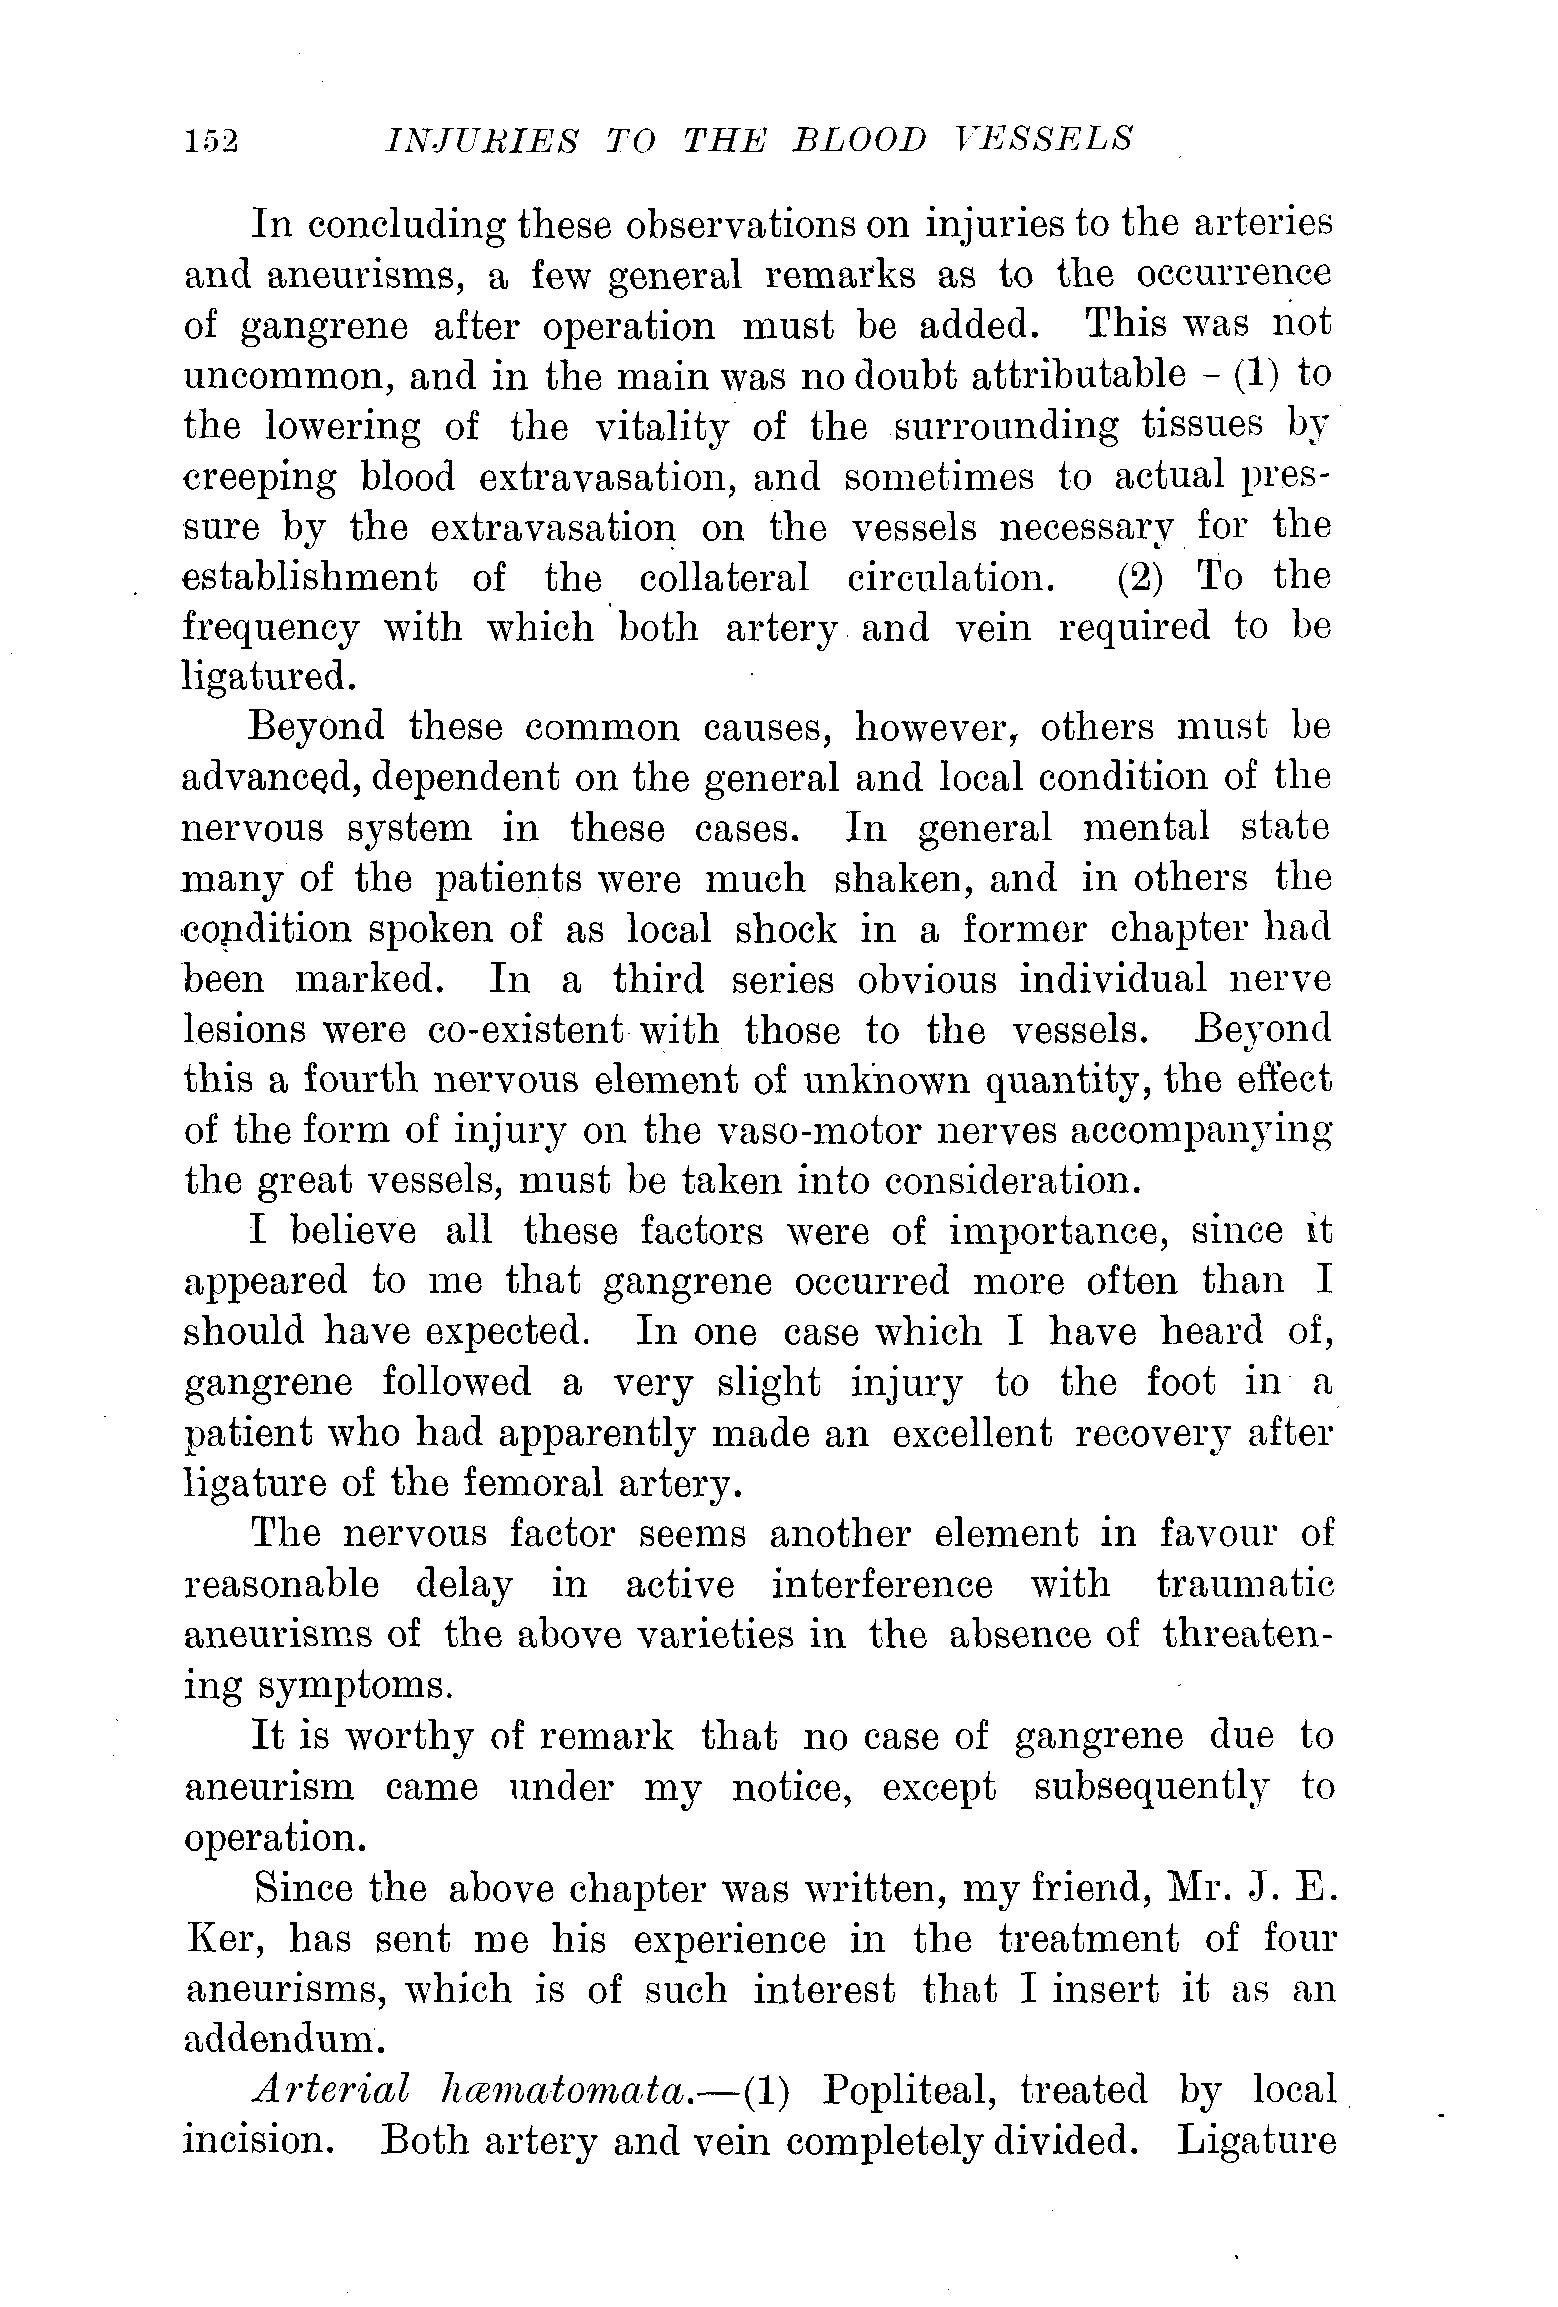 152 INJURIES TO THE BLOOD VESSELS
In concluding these observations on injuries to the arteries
and aneurisms, a few general remarks as to the occurrence
of gangrene after operation must be added. This was not
uncommon, and in the main was no doubt attributable – (1) to
the lowering of the vitality of the surrounding tissues by
creeping blood extravasation, and sometimes to actual pres-
sure by the extravasation on the vessels necessary for the
establishment of the collateral circulation. (2) To the
frequency with which both artery and vein required to be
ligatured.
Beyond these common causes, however, others must be
advanced, dependent on the general and local condition of the
nervous system in these cases. In general mental state
many of the patients were much shaken, and in others the
condition spoken of as local shock in a former chapter had
been marked. In a third series obvious individual nerve
lesions were co-existent with those to the vessels. Beyond
this a fourth nervous element of unknown quantity, the effect
of the form of injury on the vaso-motor nerves accompanying
the great vessels, must be taken into consideration.
I believe all these factors were of importance, since it
appeared to me that gangrene occurred more often than I
should have expected. In one case which I have heard of,
gangrene followed a very slight injury to the foot in a
patient who had apparently made an excellent recovery after
ligature of the femoral artery.
The nervous factor seems another element in favour of
reasonable delay in active interference with traumatic
aneurisms of the above varieties in the absence of threaten-
ing symptoms.
It is worthy of remark that no case of gangrene due to
aneurism came under my notice, except subsequently to
operation.
Since the above chapter was written, my friend, Mr. J. E.
Ker, has sent me his experience in the treatment of four
aneurisms, which is of such interest that I insert it as an
addendum.
Arterial hæmatomata.—(1) Popliteal, treated by local
incision. Both artery and vein completely divided. Ligature